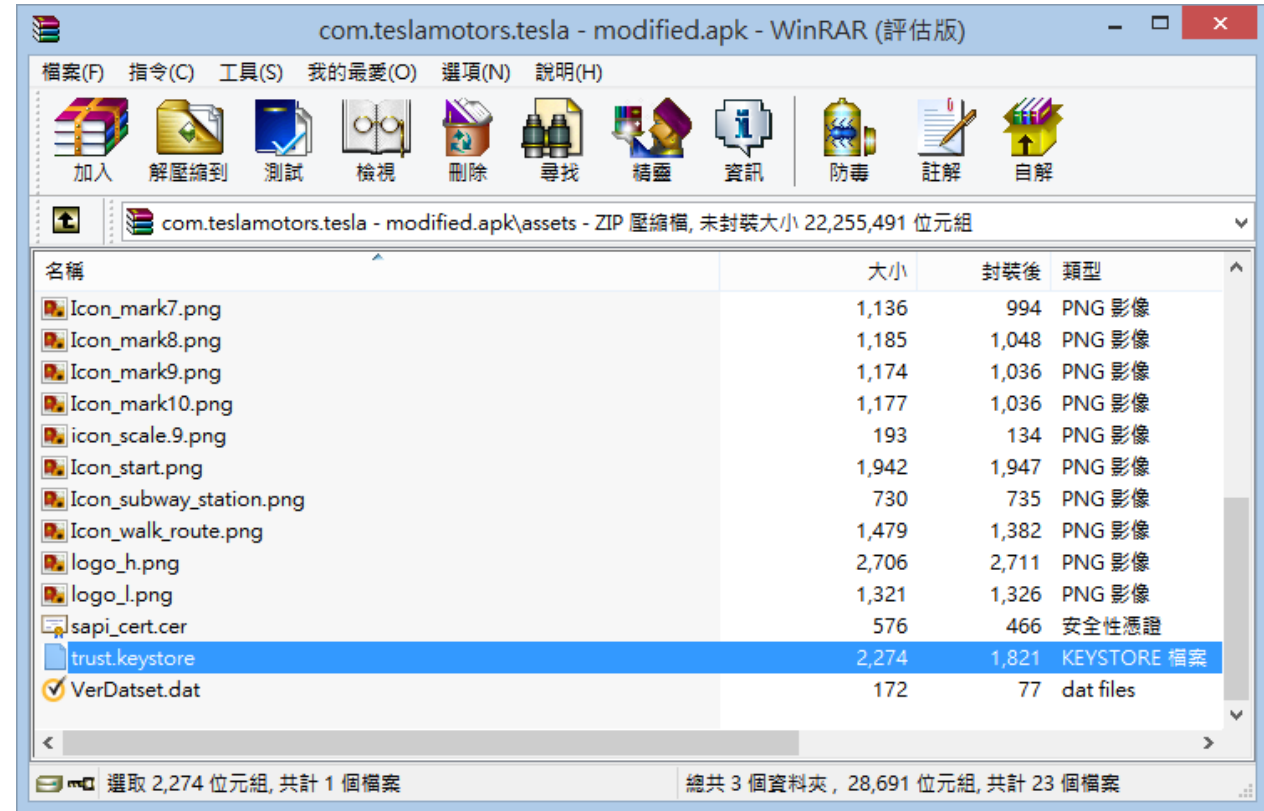 com.teslamotors.tesla - modified.apk - WinRAR (評估版)
檔案(F) 指令(C) 工具(S) 我的最愛(O) 選項(N) 說明(H)
加入 解壓縮到 測試 檢視 刪除 尋找 精靈 資訊 防毒 註解 自解
com.teslamotors.tesla - modified.apk\assets - ZIP 壓縮檔, 未封裝大小 22,255,491 位元組
名稱 大小 封裝後 類型
Icon_mark7.png 1,136 994 PNG 影像
Icon_mark8.png 1,185 1,048 PNG 影像
Icon_mark9.png 1,174 1,036 PNG 影像
Icon_mark10.png 1,177 1,036 PNG 影像
icon_scale.9.png 193 134 PNG 影像
Icon_start.png 1,942 1,947 PNG 影像
Icon_subway_station.png 730 735 PNG 影像
Icon_walk_route.png 1,479 1,382 PNG 影像
logo_h.png 2,706 2,711 PNG 影像
logo_l.png 1,321 1,326 PNG 影像
sapi_cert.cer 576 466 安全性憑證
trust.keystore 2,274 1,821 KEYSTORE 檔案
VerDatset.dat 172 77 dat files
選取 2,274 位元組, 共計 1 個檔案 總共 3 個資料夾 , 28,691 位元組, 共計 23 個檔案